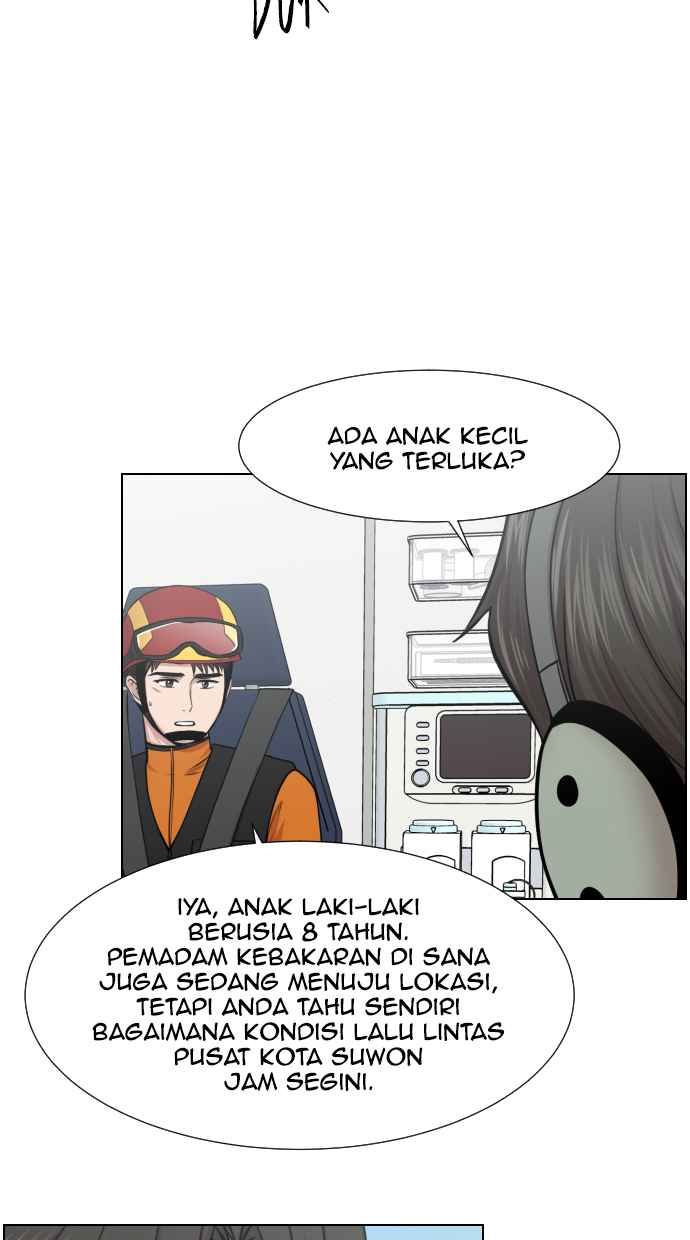 ADA ANAK KECIL
YANG TERLUKA?
IYA, ANAK LAKI-LAKI
BERUSIA 8 TAHUN.
PEMADAM KEBAKARAN DI SANA
JUGA SEDANG MENUJU LOKASI,
TETAPI ANDA TAHU SENDIRI
BAGAIMANA KONDISI LALU LINTAS
PUSAT KOTA SUWON
JAM SEGINI.